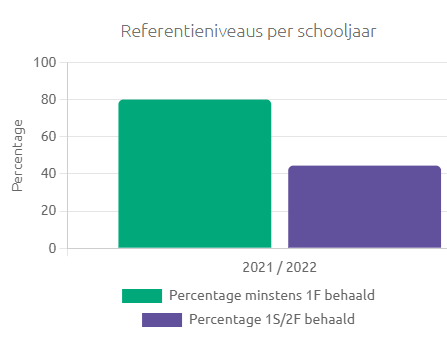 Referentieniveaus per schooljaar
Percentage
100
80
60
40
20
0
2021 / 2022
Percentage minstens 1F behaald
Percentage 1S/2F behaald